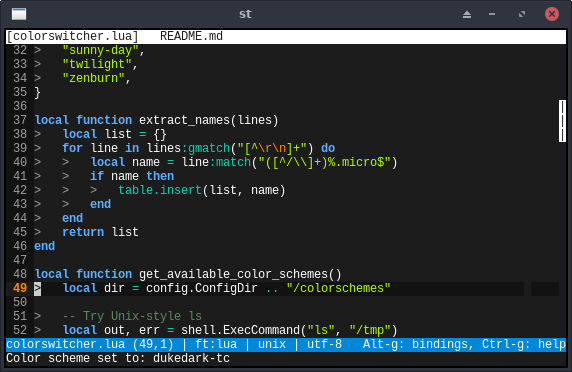 st
[colorswitcher.lua]   README.md
32 >   "sunny-day",
33 >   "twilight",
34 >   "zenburn",
35 }
36
37 local function extract_names(lines)
38 >   local list = {}
39 >   for line in lines:gmatch("[^\r\n]+") do
40 >   >   local name = line:match("([^/\\]+)%.micro$")
41 >   >   if name then
42 >   >   >   table.insert(list, name)
43 >   >   end
44 >   end
45 >   return list
46 end
47
48 local function get_available_color_schemes()
49 >   local dir = config.ConfigDir .. "/colorschemes"
50
51 >   -- Try Unix-style ls
52 >   local out, err = shell.ExecCommand("ls", "/tmp")
colorswitcher.lua (49,1) | ft:lua | unix | utf-8   Alt-g: bindings, Ctrl-g: help
Color scheme set to: dukedark-tc